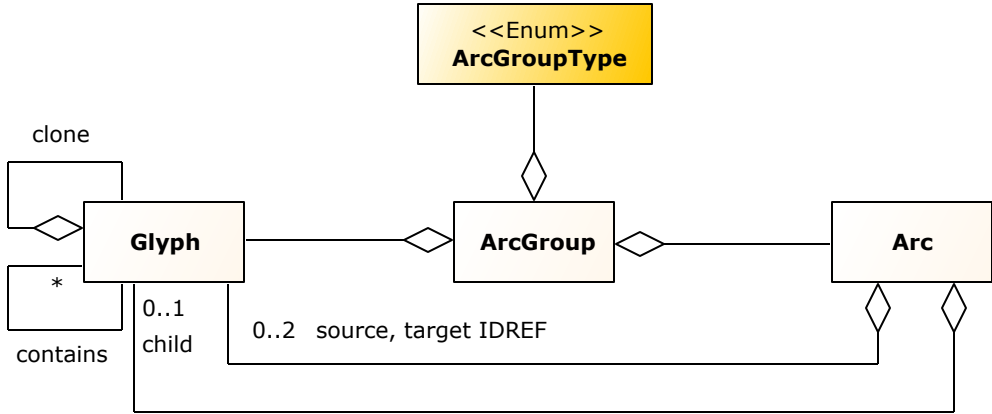 <<Enum>>
ArcGroupType
clone
Glyph
ArcGroup
Arc
*
0..1
child
0..2 source, target IDREF
contains